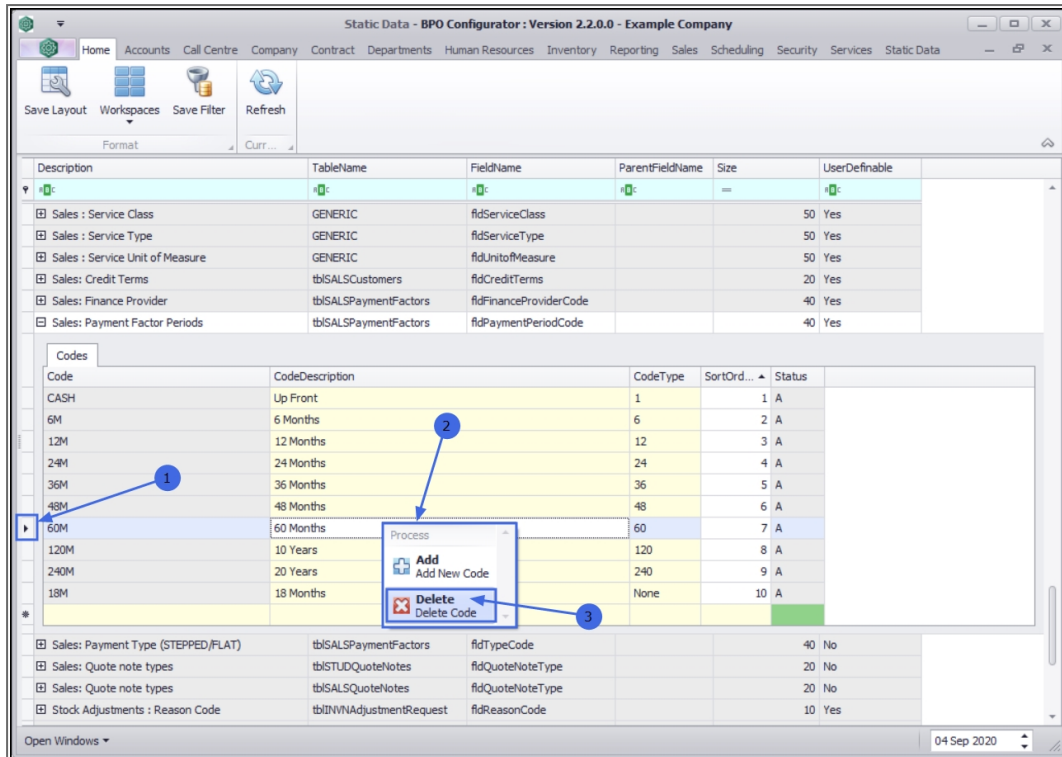 Static Data - BPO Configurator : Version 2.2.0.0 - Example Company
Home Accounts Call Centre Company Contract Departments Human Resources Inventory Reporting Sales Scheduling Security Services Static Data
Save Layout Workspaces Save Filter Refresh
Format Curr...
Description TableName FieldName ParentFieldName Size UserDefinable
Sales : Service Class GENERIC fldServiceClass 50 Yes
Sales : Service Type GENERIC fldServiceType 50 Yes
Sales : Service Unit of Measure GENERIC fldUnitofMeasure 50 Yes
Sales: Credit Terms tblSALSCustomers fldCreditTerms 20 Yes
Sales: Finance Provider tblSALSPaymentFactors fldFinanceProviderCode 40 Yes
Sales: Payment Factor Periods tblSALSPaymentFactors fldPaymentPeriodCode 40 Yes
Codes
Code CodeDescription CodeType SortOrd... Status
CASH Up Front 1 1 A
6M 6 Months 6 2 A
2
12M 12 Months 12 3 A
24M 24 Months 24 4 A
1
36M 36 Months 36 5 A
48M 48 Months 48 6 A
60M 60 Months 60 7 A
Process
120M 10 Years 120 8 A
Add
Add New Code
240M 20 Years 240 9 A
18M 18 Months None 10 A
Delete
Delete Code
3
Sales: Payment Type (STEPPED/FLAT) tblSALSPaymentFactors fldTypeCode 40 No
Sales: Quote note types tblSTUDQuoteNotes fldQuoteNoteType 20 No
Sales: Quote note types tblSALSQuoteNotes fldQuoteNoteType 20 No
Stock Adjustments : Reason Code tblINVNAdjustmentRequest fldReasonCode 10 Yes
Open Windows 04 Sep 2020